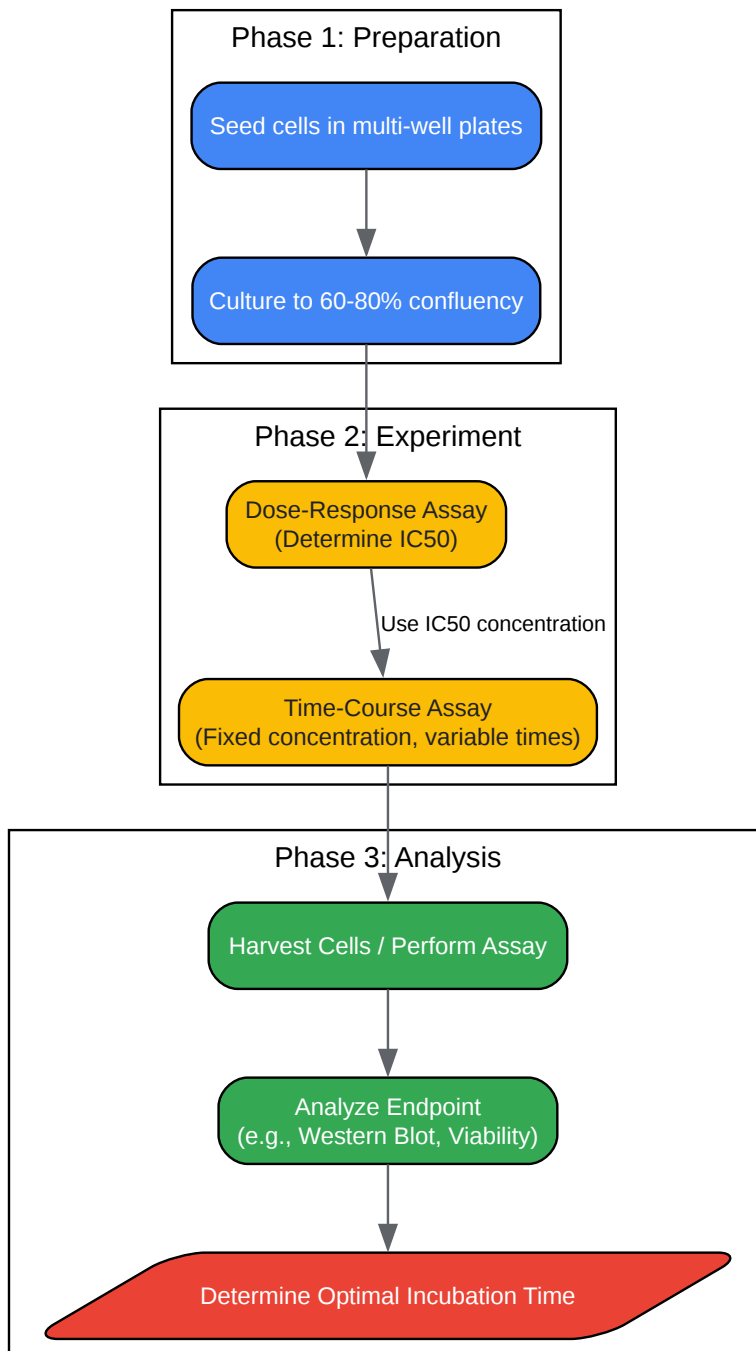 Phase 1: Preparation
Seed cells in multi-well plates
Culture to 60-80% confluency
Phase 2: Experiment
Dose-Response Assay
(Determine IC50)
Use IC50 concentration
Time-Course Assay
(Fixed concentration, variable times)
Phase 3: Analysis
Harvest Cells / Perform Assay
Analyze Endpoint
(e.g., Western Blot, Viability)
Determine Optimal Incubation Time